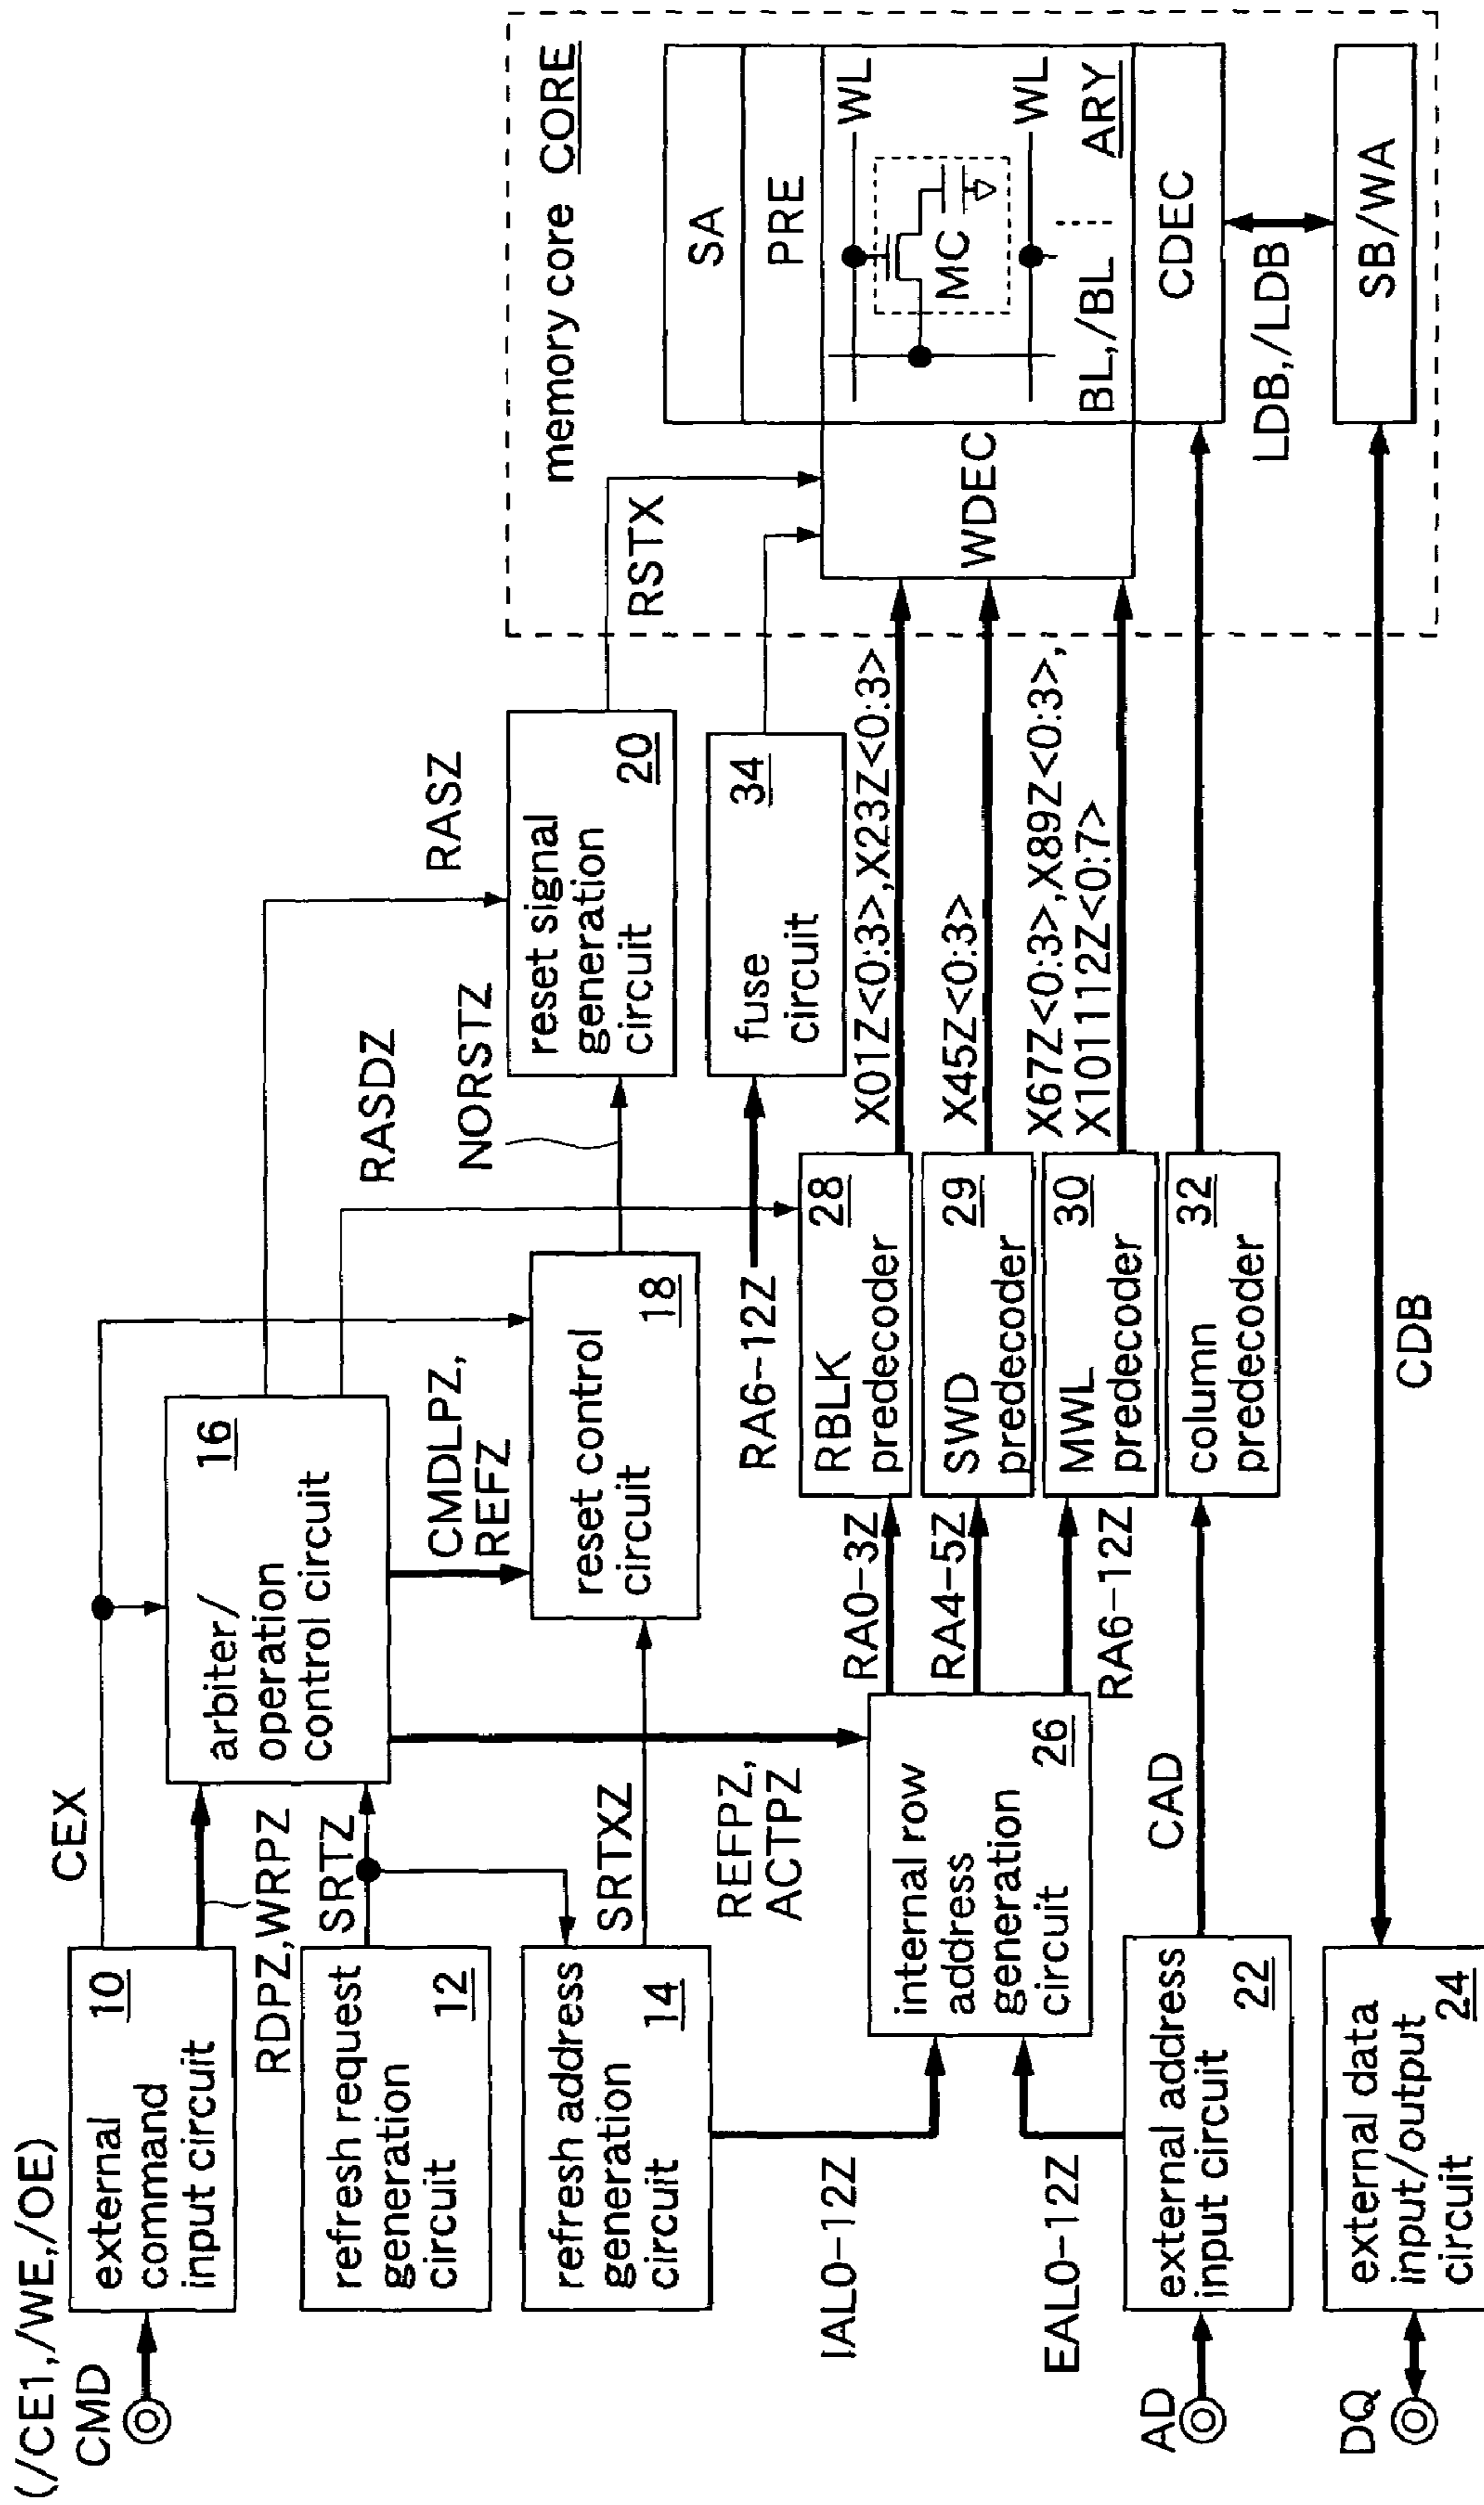 (/CE1,/WE,/OE)
CMD
external
command
input circuit
10
CEX
RDPZ,WRPZ
refresh request
generation
circuit
12
SRTZ
refresh address
generation
circuit
14
SRTXZ
arbiter/
operation
control circuit
16
CMDLPZ,
REFZ
RASDZ
RASZ
reset control
circuit
18
NORSTZ
reset signal
generation
circuit
20
RSTX
REFPZ,
ACTPZ
IAL0-12Z
EAL0-12Z
internal row
address
generation
circuit
26
RA0-3Z
RA4-5Z
RA6-12Z
RA6-12Z
fuse
circuit
34
RBLK
predecoder
28
SWD
predecoder
29
MWL
predecoder
30
column
predecoder
32
X01Z<0:3>,X23Z<0:3>
X45Z<0:3>
X67Z<0:3>,X89Z<0:3>,
X101112Z<0:7>
AD
external address
input circuit
22
CAD
DQ
external data
input/output
circuit
24
CDB
memory core CORE
SA
PRE
WDEC
WL
MC
WL
BL,/BL
ARY
CDEC
LDB,/LDB
SB/WA